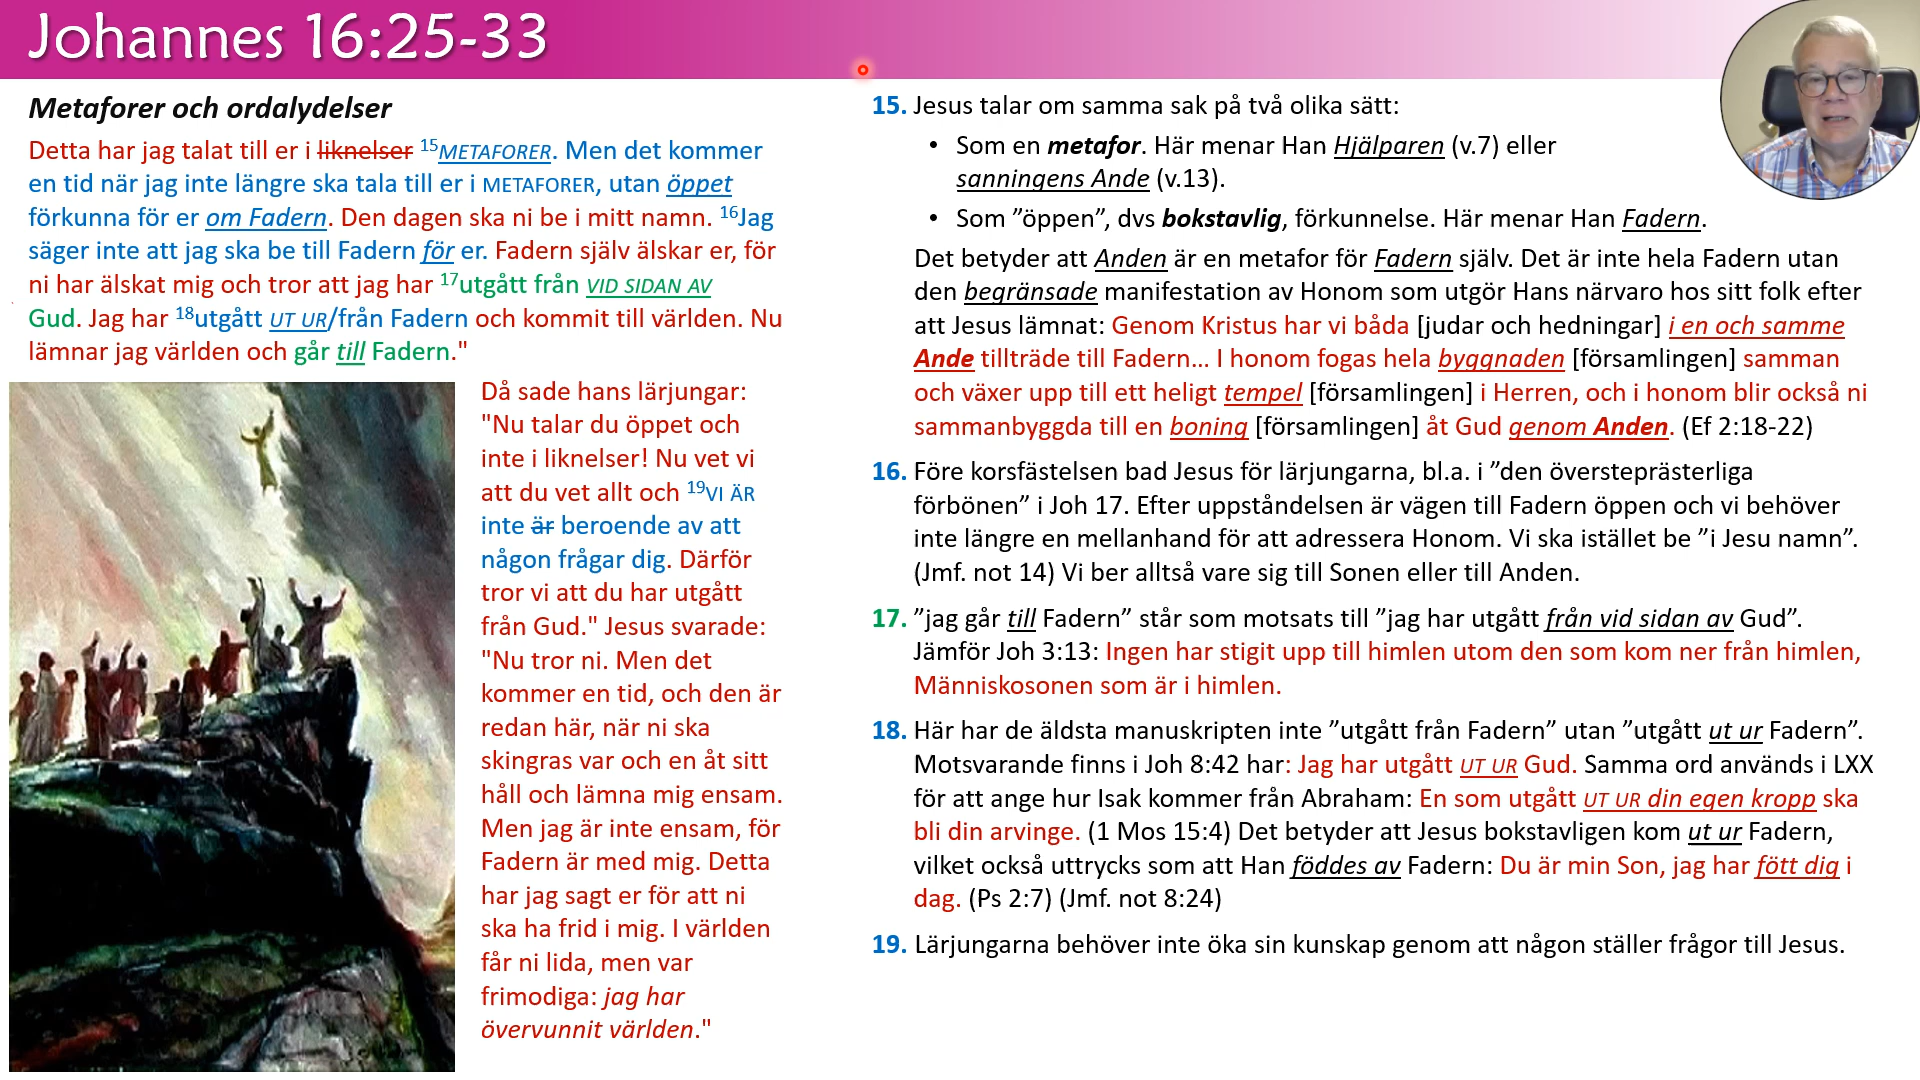 Johannes 16:25-33
Metaforer och ordalydelser
Detta har jag talat till er i liknelser 15METAFORER. Men det kommer
en tid när jag inte längre ska tala till er i METAFORER, utan öppet
förkunna för er om Fadern. Den dagen ska ni be i mitt namn. 16Jag
säger inte att jag ska be till Fadern för er. Fadern själv älskar er, för
ni har älskat mig och tror att jag har 17utgått från VID SIDAN AV
Gud. Jag har 18utgått UT UR/från Fadern och kommit till världen. Nu
lämnar jag världen och går till Fadern."
Då sade hans lärjungar:
"Nu talar du öppet och
inte i liknelser! Nu vet vi
att du vet allt och 19VI ÄR
inte är beroende av att
någon frågar dig. Därför
tror vi att du har utgått
från Gud." Jesus svarade:
"Nu tror ni. Men det
kommer en tid, och den är
redan här, när ni ska
skingras var och en åt sitt
håll och lämna mig ensam.
Men jag är inte ensam, för
Fadern är med mig. Detta
har jag sagt er för att ni
ska ha frid i mig. I världen
får ni lida, men var
frimodiga: jag har
övervunnit världen."
15. Jesus talar om samma sak på två olika sätt:
• Som en metafor. Här menar Han Hjälparen (v.7) eller
sanningens Ande (v.13).
• Som ”öppen”, dvs bokstavlig, förkunnelse. Här menar Han Fadern.
Det betyder att Anden är en metafor för Fadern själv. Det är inte hela Fadern utan
den begränsade manifestation av Honom som utgör Hans närvaro hos sitt folk efter
att Jesus lämnat: Genom Kristus har vi båda [judar och hedningar] i en och samme
Ande tillträde till Fadern... I honom fogas hela byggnaden [församlingen] samman
och växer upp till ett heligt tempel [församlingen] i Herren, och i honom blir också ni
sammanbyggda till en boning [församlingen] åt Gud genom Anden. (Ef 2:18-22)
16. Före korsfästelsen bad Jesus för lärjungarna, bl.a. i ”den översteprästerliga
förbönen” i Joh 17. Efter uppståndelsen är vägen till Fadern öppen och vi behöver
inte längre en mellanhand för att adressera Honom. Vi ska istället be ”i Jesu namn”.
(Jmf. not 14) Vi ber alltså vare sig till Sonen eller till Anden.
17. ”jag går till Fadern” står som motsats till ”jag har utgått från vid sidan av Gud”.
Jämför Joh 3:13: Ingen har stigit upp till himlen utom den som kom ner från himlen,
Människosonen som är i himlen.
18. Här har de äldsta manuskripten inte ”utgått från Fadern” utan ”utgått ut ur Fadern”.
Motsvarande finns i Joh 8:42 har: Jag har utgått UT UR Gud. Samma ord används i LXX
för att ange hur Isak kommer från Abraham: En som utgått UT UR din egen kropp ska
bli din arvinge. (1 Mos 15:4) Det betyder att Jesus bokstavligen kom ut ur Fadern,
vilket också uttrycks som att Han föddes av Fadern: Du är min Son, jag har fött dig i
dag. (Ps 2:7) (Jmf. not 8:24)
19. Lärjungarna behöver inte öka sin kunskap genom att någon ställer frågor till Jesus.